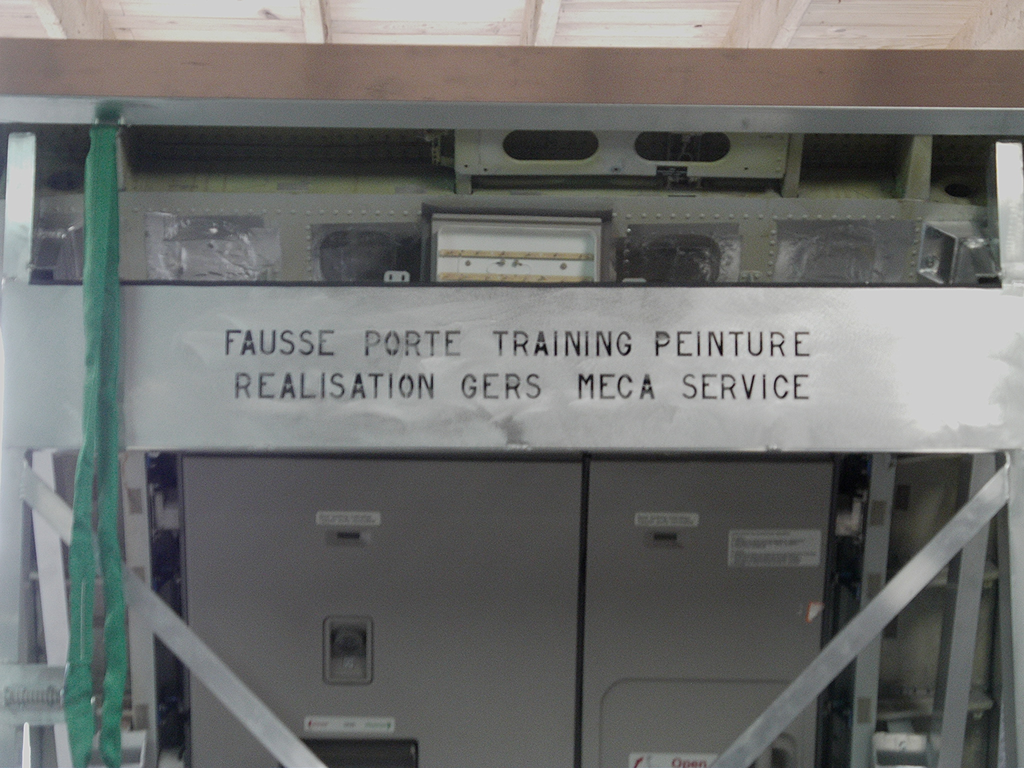 FAUSSE PORTE TRAINING PEINTURE
REALISATION GERS MECA SERVICE
Open